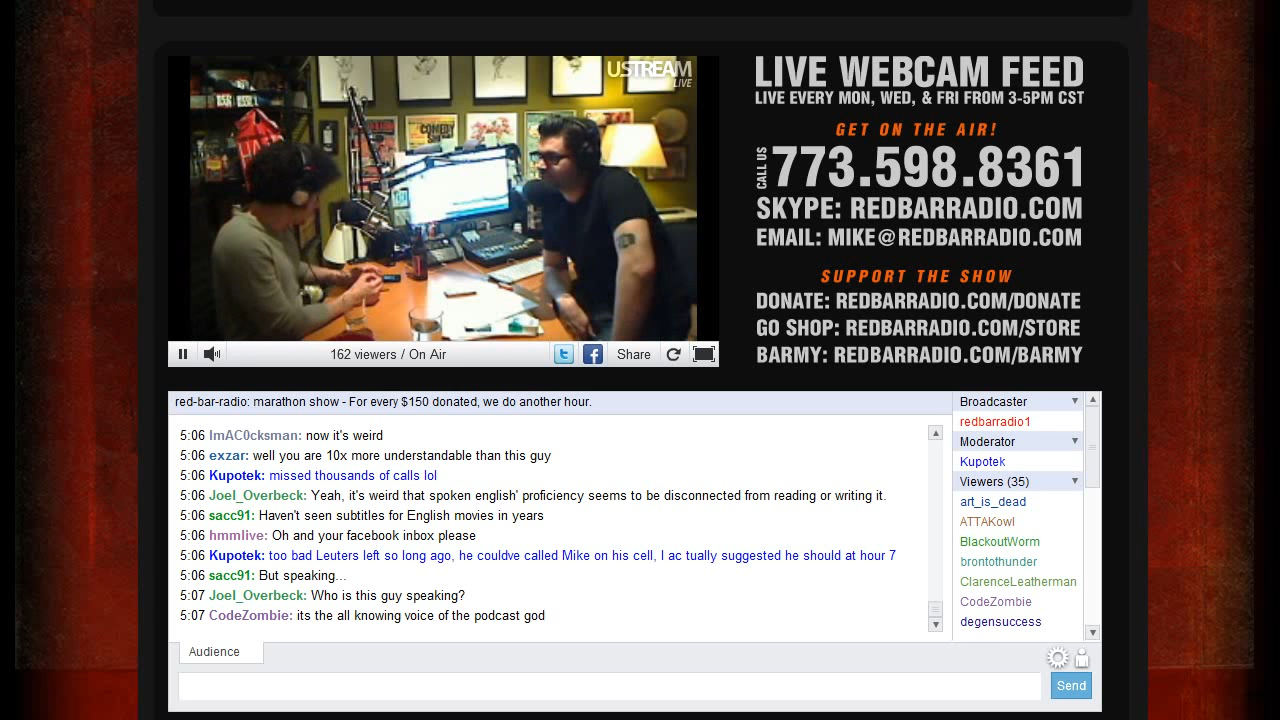 USTREAM
LIVE
COMEDY
LIVE WEBCAM FEED
LIVE EVERY MON, WED, & FRI FROM 3-5PM CST
GET ON THE AIR!
CALL US 773.598.8361
SKYPE: REDBARRADIO.COM
EMAIL: MIKE@REDBARRADIO.COM
SUPPORT THE SHOW
DONATE: REDBARRADIO.COM/DONATE
GO SHOP: REDBARRADIO.COM/STORE
BARMY: REDBARRADIO.COM/BARMY
162 viewers / On Air
Share
red-bar-radio: marathon show - For every $150 donated, we do another hour.
5:06 ImAC0cksman: now it's weird
5:06 exzar: well you are 10x more understandable than this guy
5:06 Kupotek: missed thousands of calls lol
5:06 Joel_Overbeck: Yeah, it's weird that spoken english' proficiency seems to be disconnected from reading or writing it.
5:06 sacc91: Haven't seen subtitles for English movies in years
5:06 hmmlive: Oh and your facebook inbox please
5:06 Kupotek: too bad Leuters left so long ago, he couldve called Mike on his cell, I ac tually suggested he should at hour 7
5:06 sacc91: But speaking...
5:07 Joel_Overbeck: Who is this guy speaking?
5:07 CodeZombie: its the all knowing voice of the podcast god
Broadcaster
redbarradio1
Moderator
Kupotek
Viewers (35)
art_is_dead
ATTAKowl
BlackoutWorm
brontothunder
ClarenceLeatherman
CodeZombie
degensuccess
Audience
Send